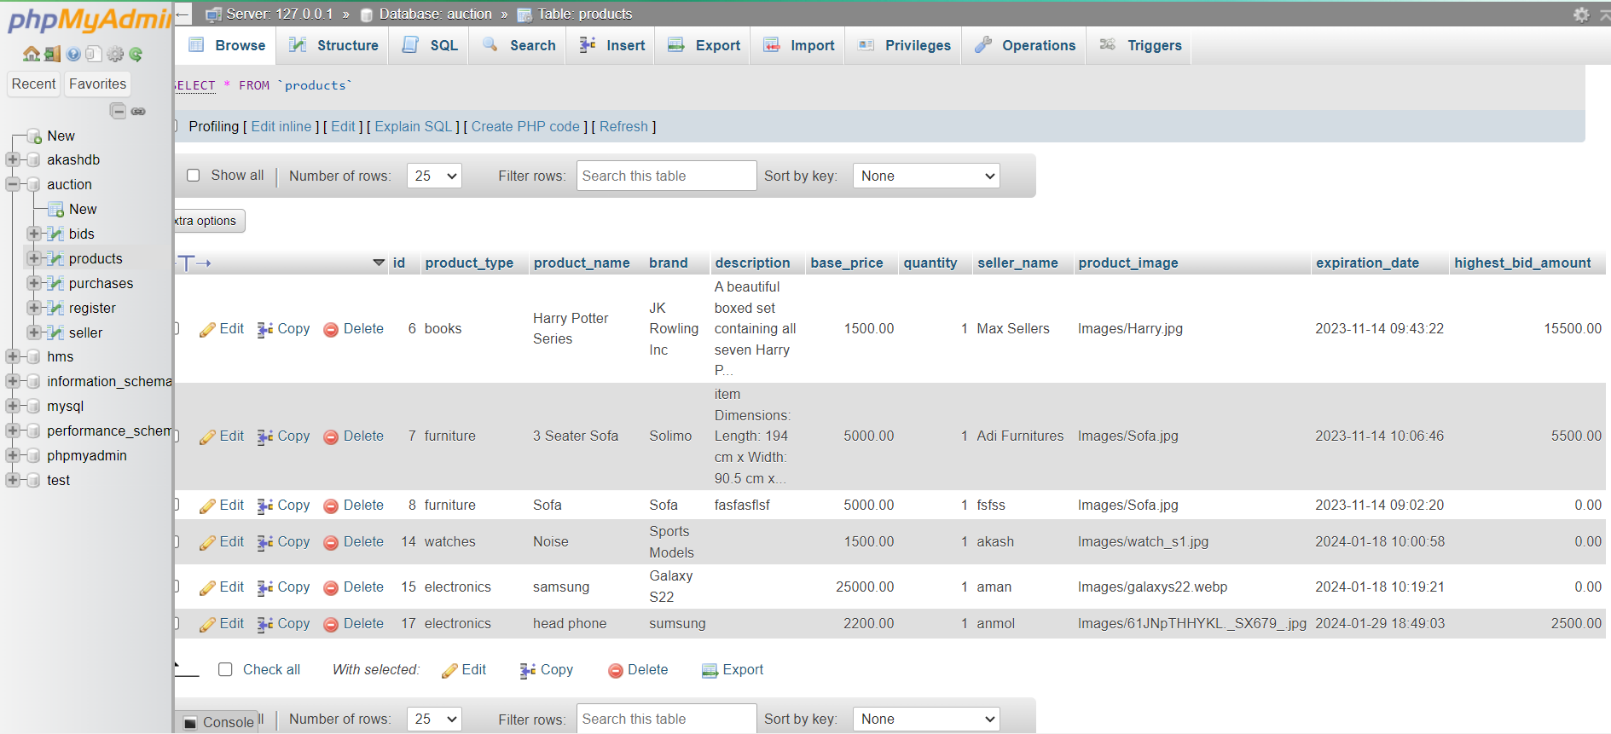 phpMyAdmin
Server: 127.0.0.1 » Database: auction » Table: products
Browse Structure SQL Search Insert Export Import Privileges Operations Triggers
Recent Favorites
New
akashdb
auction
New
bids
products
purchases
register
seller
hms
information_schema
mysql
performance_schem
phpmyadmin
test
SELECT * FROM `products`
Profiling [ Edit inline ] [ Edit ] [ Explain SQL ] [ Create PHP code ] [ Refresh ]
Show all Number of rows: 25 Filter rows: Search this table Sort by key: None
xtra options
id product_type product_name brand description base_price quantity seller_name product_image expiration_date highest_bid_amount
Edit Copy Delete 6 books Harry Potter Series JK Rowling Inc A beautiful boxed set containing all seven Harry P... 1500.00 1 Max Sellers Images/Harry.jpg 2023-11-14 09:43:22 15500.00
Edit Copy Delete 7 furniture 3 Seater Sofa Solimo item Dimensions: Length: 194 cm x Width: 90.5 cm x... 5000.00 1 Adi Furnitures Images/Sofa.jpg 2023-11-14 10:06:46 5500.00
Edit Copy Delete 8 furniture Sofa Sofa fasfasflsf 5000.00 1 fsfss Images/Sofa.jpg 2023-11-14 09:02:20 0.00
Edit Copy Delete 14 watches Noise Sports Models 1500.00 1 akash Images/watch_s1.jpg 2024-01-18 10:00:58 0.00
Edit Copy Delete 15 electronics samsung Galaxy S22 25000.00 1 aman Images/galaxys22.webp 2024-01-18 10:19:21 0.00
Edit Copy Delete 17 electronics head phone sumsung 2200.00 1 anmol Images/61JNpTHHYKL._SX679_.jpg 2024-01-29 18:49:03 2500.00
Check all With selected: Edit Copy Delete Export
Console ll Number of rows: 25 Filter rows: Search this table Sort by key: None